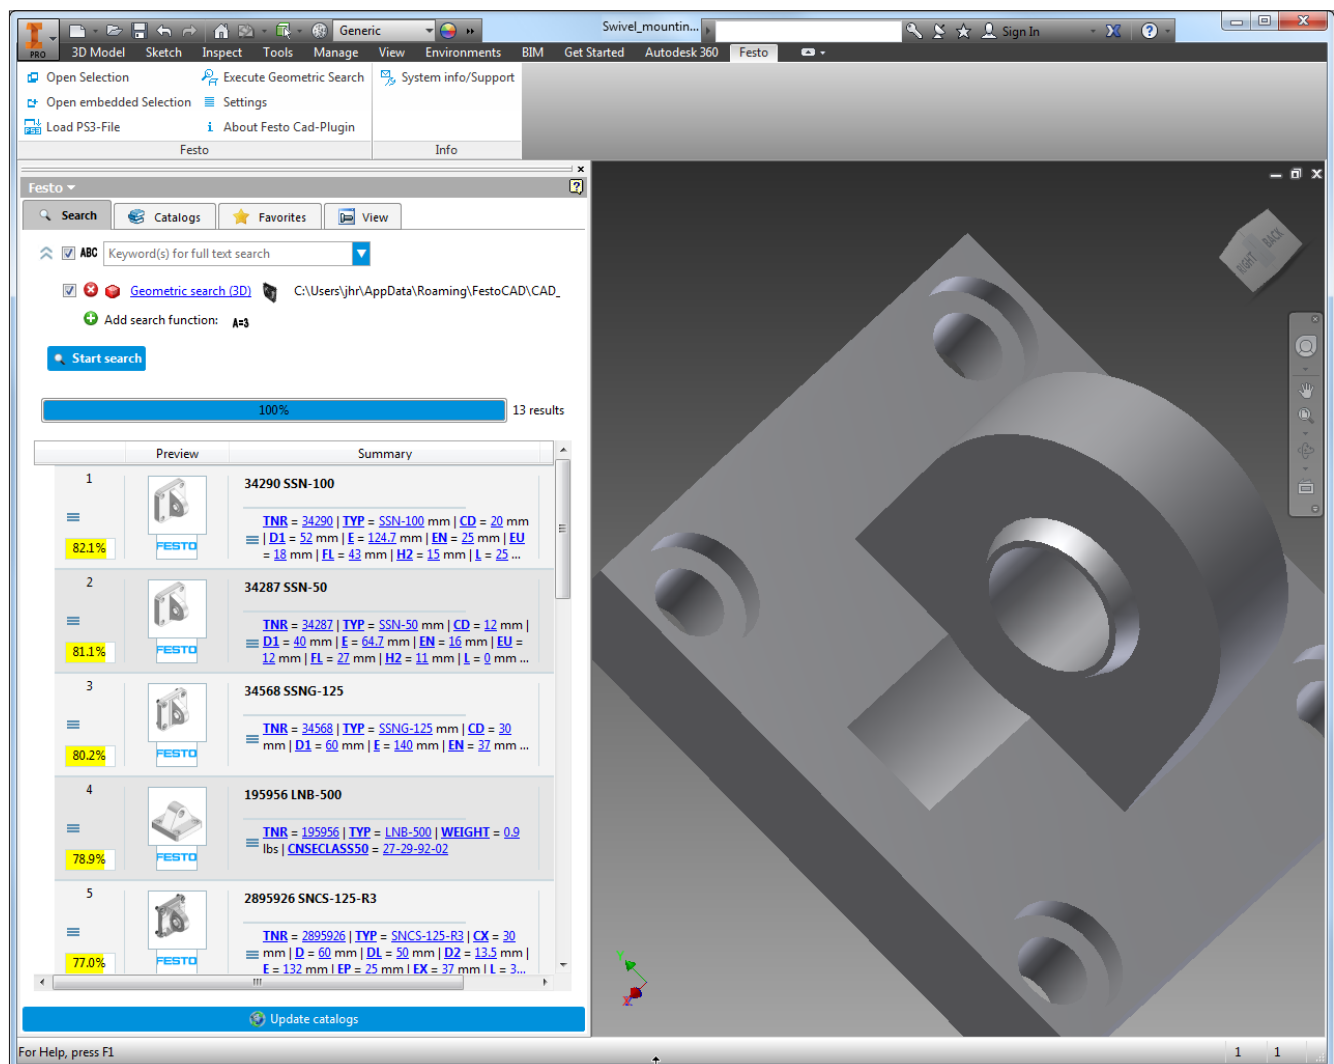 Generic
Swivel_mountin...
Sign In
PRO
3D Model Sketch Inspect Tools Manage View Environments BIM Get Started Autodesk 360 Festo
Open Selection
Execute Geometric Search
System info/Support
Open embedded Selection
Settings
Load PS3-File
About Festo Cad-Plugin
Festo
Info
Festo
Search Catalogs Favorites View
ABC Keyword(s) for full text search
Geometric search (3D) C:\Users\jhr\AppData\Roaming\FestoCAD\CAD_
Add search function: A=3
Start search
100% 13 results
Preview Summary
1
34290 SSN-100
TNR = 34290 | TYP = SSN-100 mm | CD = 20 mm
| D1 = 52 mm | E = 124.7 mm | EN = 25 mm | EU
= 18 mm | FL = 43 mm | H2 = 15 mm | L = 25 ...
82.1%
FESTO
2
34287 SSN-50
TNR = 34287 | TYP = SSN-50 mm | CD = 12 mm |
D1 = 40 mm | E = 64.7 mm | EN = 16 mm | EU =
12 mm | FL = 27 mm | H2 = 11 mm | L = 0 mm ...
81.1%
FESTO
3
34568 SSNG-125
TNR = 34568 | TYP = SSNG-125 mm | CD = 30
mm | D1 = 60 mm | E = 140 mm | EN = 37 mm ...
80.2%
FESTO
4
195956 LNB-500
TNR = 195956 | TYP = LNB-500 | WEIGHT = 0.9
lbs | CNSECLASS50 = 27-29-92-02
78.9%
FESTO
5
2895926 SNCS-125-R3
TNR = 2895926 | TYP = SNCS-125-R3 | CX = 30
mm | D = 60 mm | DL = 50 mm | D2 = 13.5 mm |
E = 132 mm | EP = 25 mm | EX = 37 mm | L = 3...
77.0%
FESTO
Update catalogs
RIGHT BACK
Y
X
For Help, press F1
1 1